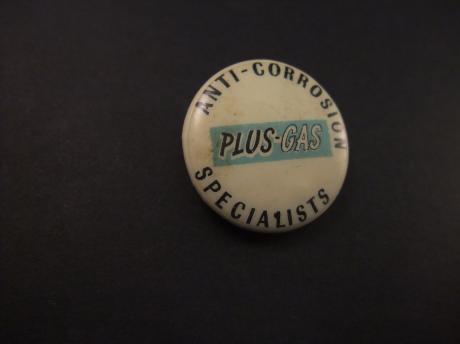 ANTI-CORROSION
PLUS-GAS
SPECIALISTS